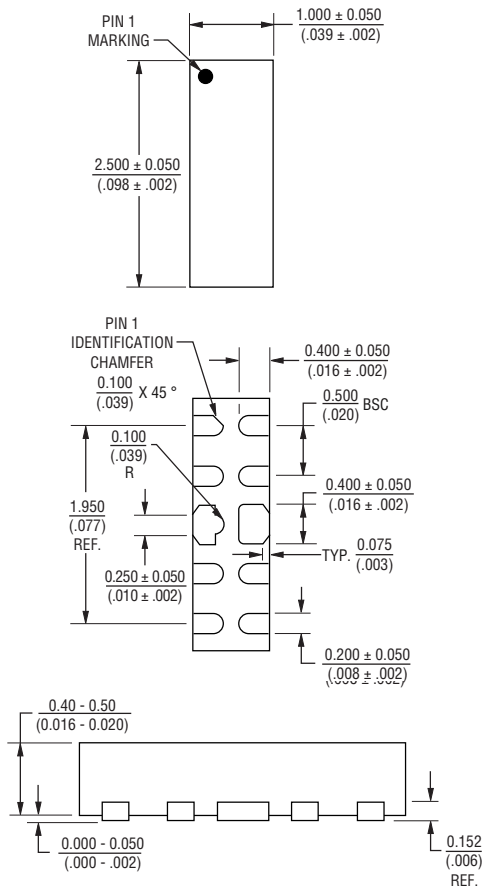 PIN 1
MARKING
1.000 ± 0.050
(.039 ± .002)
2.500 ± 0.050
(.098 ± .002)
PIN 1
IDENTIFICATION
CHAMFER
0.100
(.039)
X 45 °
0.400 ± 0.050
(.016 ± .002)
0.500
(.020)
BSC
0.100
(.039)
R
0.400 ± 0.050
(.016 ± .002)
1.950
(.077)
REF.
TYP.
0.075
(.003)
0.250 ± 0.050
(.010 ± .002)
0.200 ± 0.050
(.008 ± .002)
0.40 - 0.50
(0.016 - 0.020)
0.000 - 0.050
(.000 - .002)
0.152
(.006)
REF.